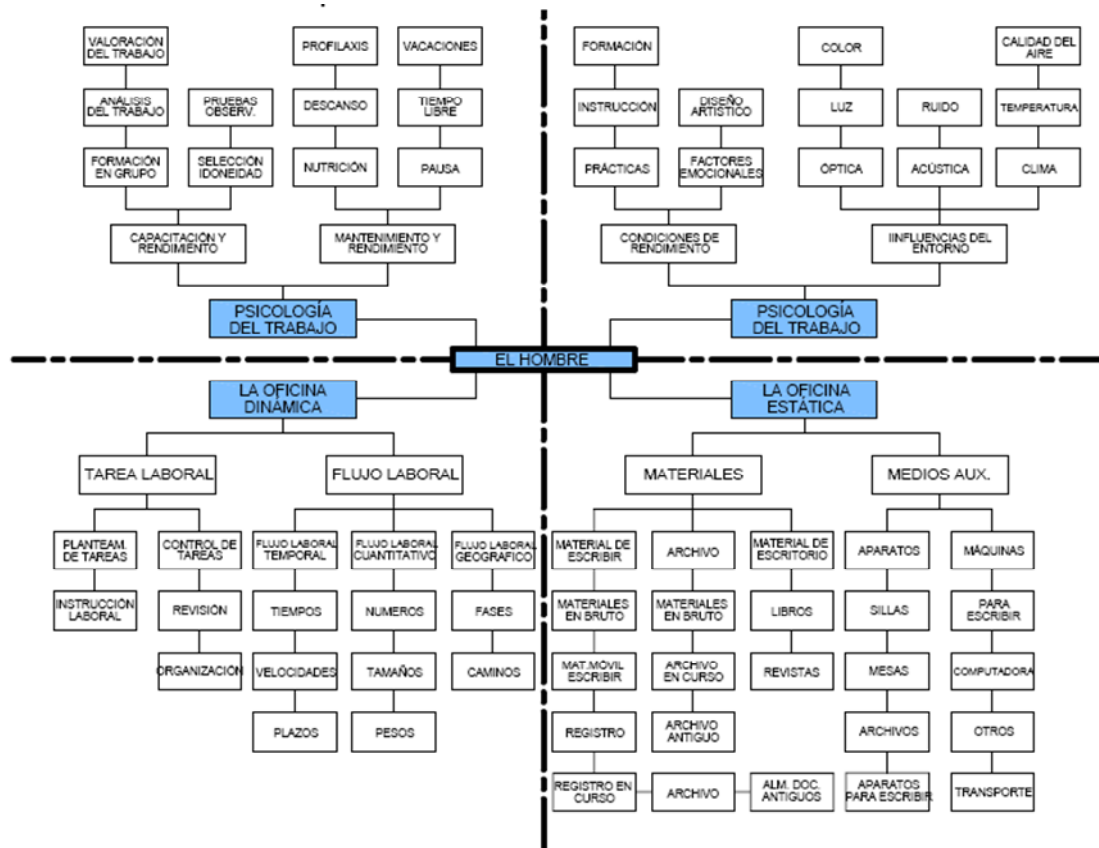 VALORACIÓN
DEL TRABAJO
PROFILAXIS
VACACIONES
ANÁLISIS
DEL TRABAJO
PRUEBAS
OBSERV.
DESCANSO
TIEMPO
LIBRE
FORMACIÓN
EN GRUPO
SELECCIÓN
IDONEIDAD
NUTRICIÓN
PAUSA
CAPACITACIÓN Y
RENDIMIENTO
MANTENIMIENTO Y
RENDIMIENTO
PSICOLOGÍA
DEL TRABAJO
FORMACIÓN
COLOR
CALIDAD DEL
AIRE
INSTRUCCIÓN
DISEÑO
ARTÍSTICO
LUZ
RUIDO
TEMPERATURA
PRÁCTICAS
FACTORES
EMOCIONALES
ÓPTICA
ACÚSTICA
CLIMA
CONDICIONES DE
RENDIMIENTO
IINFLUENCIAS DEL
ENTORNO
PSICOLOGÍA
DEL TRABAJO
EL HOMBRE
LA OFICINA
DINÁMICA
TAREA LABORAL
FLUJO LABORAL
PLANTEAM.
DE TAREAS
CONTROL DE
TAREAS
FLUJO LABORAL
TEMPORAL
FLUJO LABORAL
CUANTITATIVO
FLUJO LABORAL
GEOGRAFICO
INSTRUCCIÓN
LABORAL
REVISIÓN
TIEMPOS
NUMEROS
FASES
ORGANIZACIÓN
VELOCIDADES
TAMAÑOS
CAMINOS
PLAZOS
PESOS
LA OFICINA
ESTÁTICA
MATERIALES
MEDIOS AUX.
MATERIAL DE
ESCRIBIR
ARCHIVO
MATERIAL DE
ESCRITORIO
APARATOS
MÁQUINAS
MATERIALES
EN BRUTO
MATERIALES
EN BRUTO
LIBROS
SILLAS
PARA
ESCRIBIR
MAT.MÓVIL
ESCRIBIR
ARCHIVO
EN CURSO
REVISTAS
MESAS
COMPUTADORA
REGISTRO
ARCHIVO
ANTIGUO
ARCHIVOS
OTROS
REGISTRO EN
CURSO
ARCHIVO
ALM. DOC.
ANTIGUOS
APARATOS
PARA ESCRIBIR
TRANSPORTE